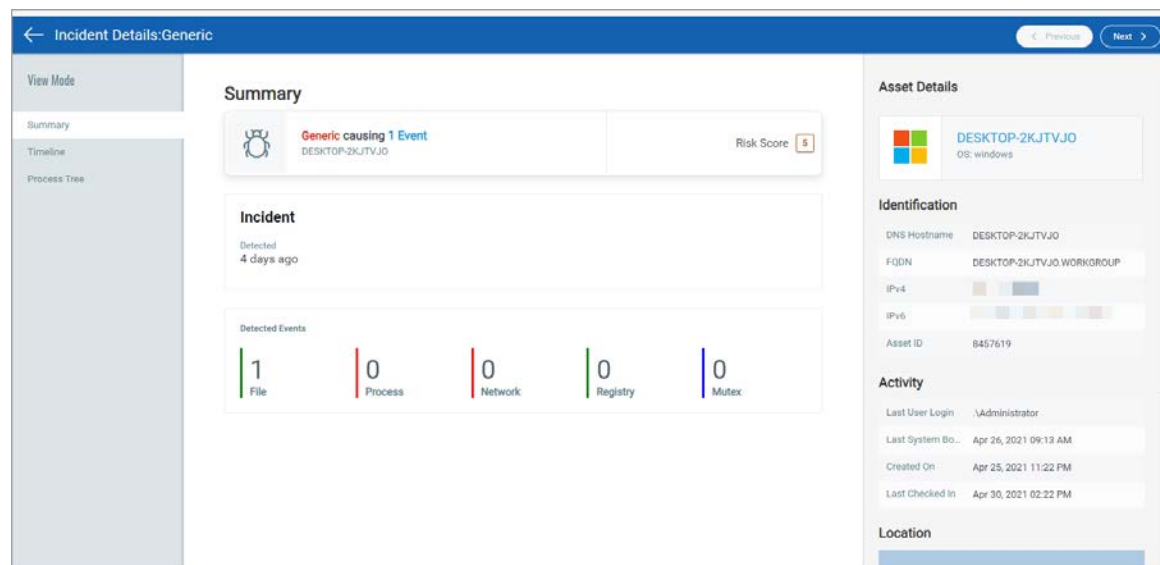 Incident Details:Generic
Previous
Next
View Mode
Summary
Timeline
Process Tree
Summary
Generic causing 1 Event
DESKTOP-2KJTVJO
Risk Score 5
Incident
Detected
4 days ago
Detected Events
1
File
0
Process
0
Network
0
Registry
0
Mutex
Asset Details
DESKTOP-2KJTVJO
OS: windows
Identification
DNS Hostname DESKTOP-2KJTVJO
FQDN DESKTOP-2KJTVJO.WORKGROUP
IPv4
IPv6
Asset ID 8457619
Activity
Last User Login .\Administrator
Last System Bo... Apr 26, 2021 09:13 AM
Created On Apr 25, 2021 11:22 PM
Last Checked In Apr 30, 2021 02:22 PM
Location